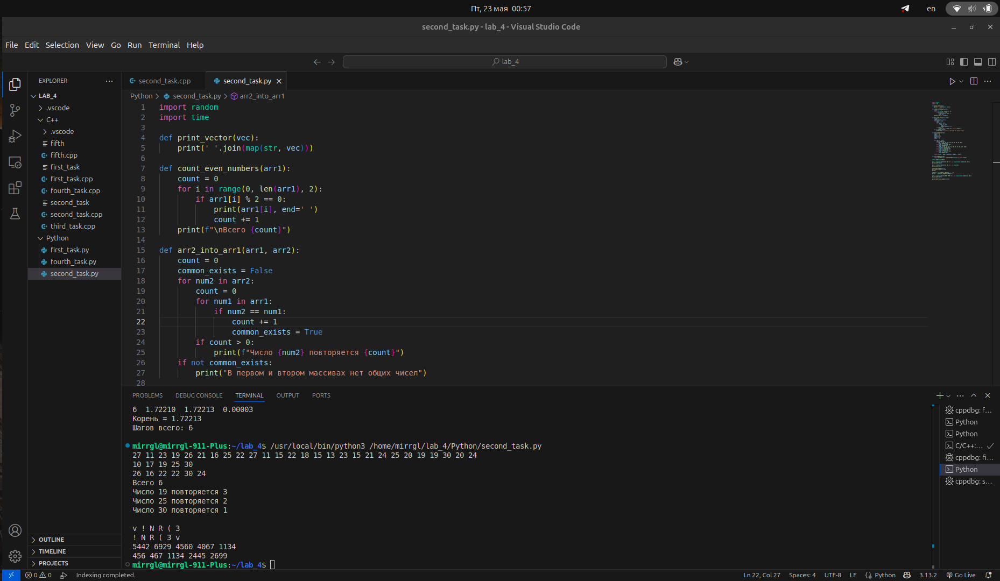 Пт, 23 мая 00:57
en
second_task.py - lab_4 - Visual Studio Code
File Edit Selection View Go Run Terminal Help
lab_4
EXPLORER
LAB_4
.vscode
C++
.vscode
fifth
fifth.cpp
first_task
first_task.cpp
fourth_task.cpp
second_task
second_task.cpp
third_task.cpp
Python
first_task.py
fourth_task.py
second_task.py
OUTLINE
TIMELINE
PROJECTS
second_task.cpp second_task.py
Python > second_task.py > arr2_into_arr1
1 import random
2 import time
3
4 def print_vector(vec):
5     print(' '.join(map(str, vec)))
6
7 def count_even_numbers(arr1):
8     count = 0
9     for i in range(0, len(arr1), 2):
10         if arr1[i] % 2 == 0:
11             print(arr1[i], end=' ')
12             count += 1
13     print(f"\nВсего {count}")
14
15 def arr2_into_arr1(arr1, arr2):
16     count = 0
17     common_exists = False
18     for num2 in arr2:
19         count = 0
20         for num1 in arr1:
21             if num2 == num1:
22                 count += 1
23                 common_exists = True
24         if count > 0:
25             print(f"Число {num2} повторяется {count}")
26     if not common_exists:
27         print("В первом и втором массивах нет общих чисел")
28
PROBLEMS DEBUG CONSOLE TERMINAL OUTPUT PORTS
6  1.72210  1.72213  0.00003
Корень = 1.72213
Шагов всего: 6
mirrgl@mirrgl-911-Plus:~/lab_4$ /usr/local/bin/python3 /home/mirrgl/lab_4/Python/second_task.py
27 11 23 19 26 21 16 25 22 27 11 15 22 18 15 13 23 15 21 24 25 20 19 19 30 20 24
10 17 19 25 30
26 16 22 22 30 24
Всего 6
Число 19 повторяется 3
Число 25 повторяется 2
Число 30 повторяется 1
v ! N R ( 3
! N R ( 3 v
5442 6929 4560 4067 1134
456 467 1134 2445 2699
mirrgl@mirrgl-911-Plus:~/lab_4$
cppdbg: f...
Python
Python
C/C++:...
cppdbg: fi...
Python
cppdbg: s...
0 0 Indexing completed.
Ln 22, Col 27 Spaces: 4 UTF-8 LF Python 3.13.2 Go Live